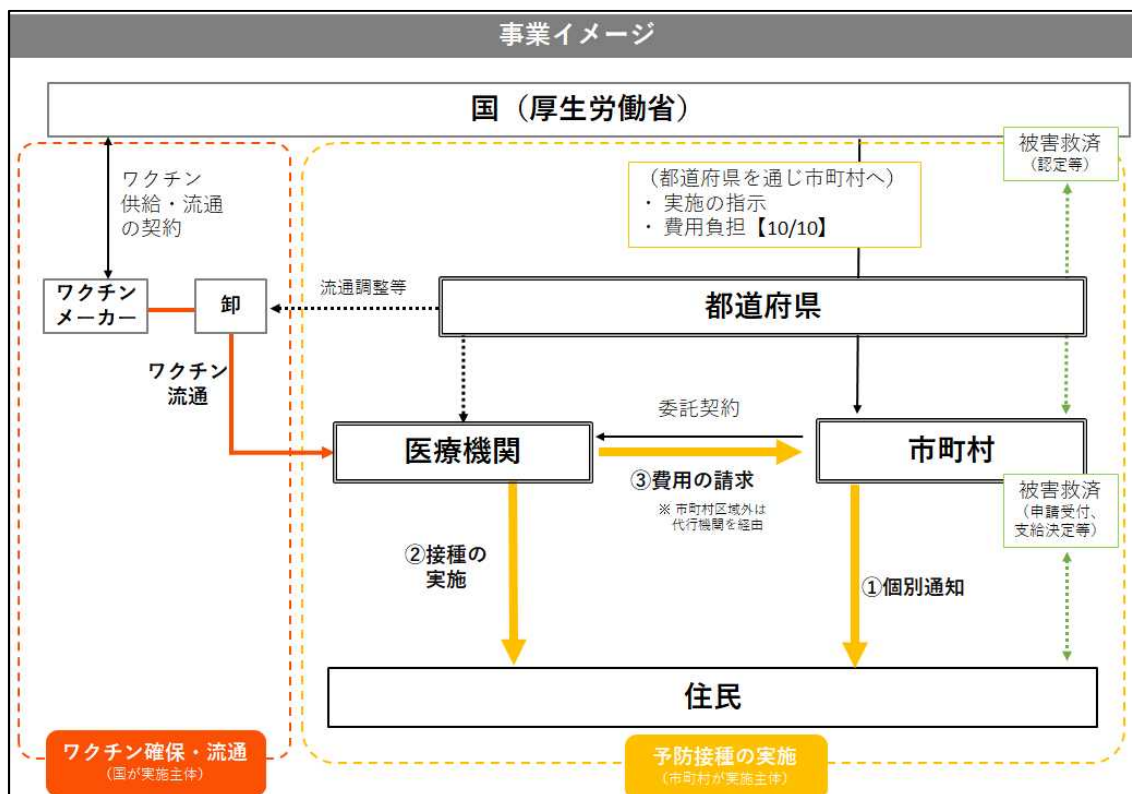 事業イメージ
国（厚生労働省）
ワクチン
供給・流通
の契約
（都道府県を通じ市町村へ）
・ 実施の指示
・ 費用負担【10/10】
被害救済
（認定等）
ワクチン
メーカー
卸
流通調整等
都道府県
ワクチン
流通
委託契約
医療機関
市町村
③費用の請求
※ 市町村区域外は
代行機関を経由
被害救済
（申請受付、
支給決定等）
②接種の
実施
①個別通知
住民
ワクチン確保・流通
（国が実施主体）
予防接種の実施
（市町村が実施主体）